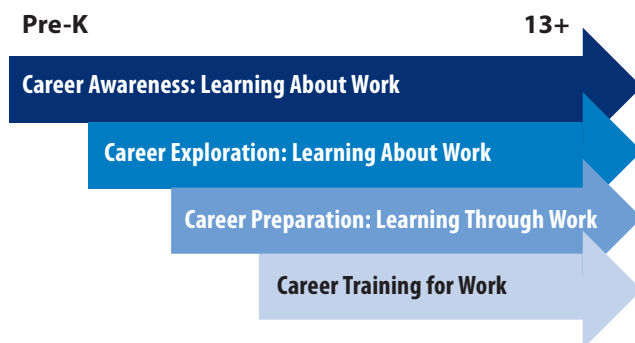 Pre-K 13+
Career Awareness: Learning About Work
Career Exploration: Learning About Work
Career Preparation: Learning Through Work
Career Training for Work